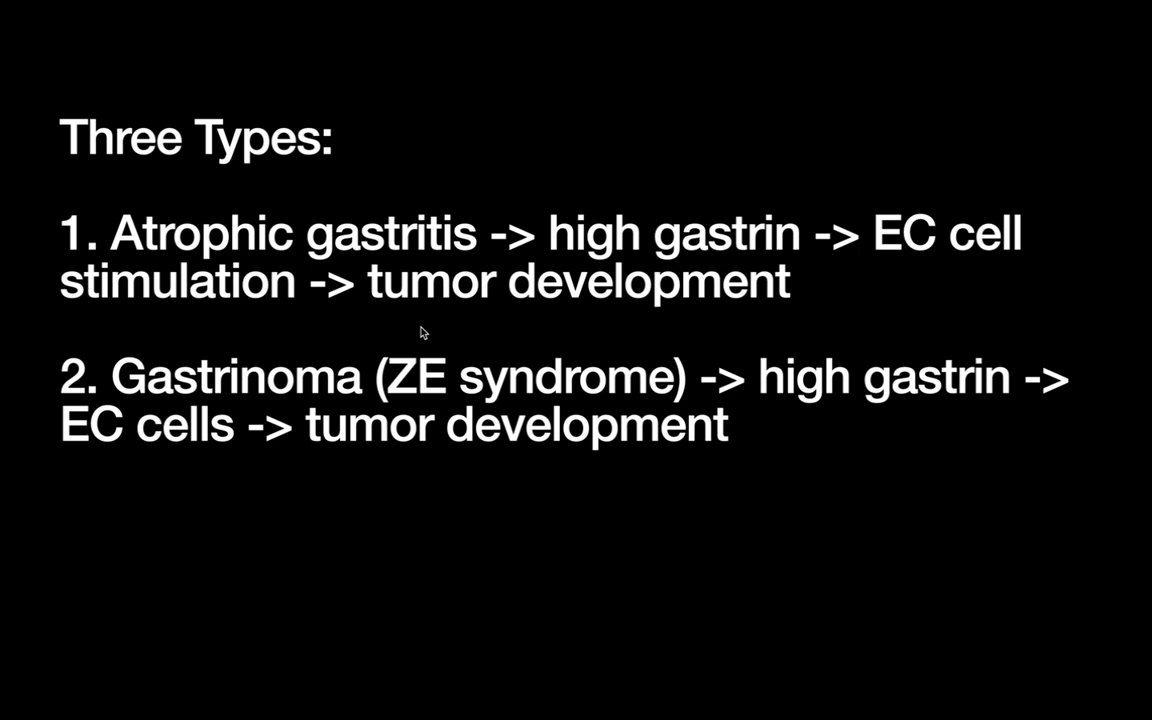 Three Types:
1. Atrophic gastritis -> high gastrin -> EC cell
stimulation -> tumor development
2. Gastrinoma (ZE syndrome) -> high gastrin ->
EC cells -> tumor development